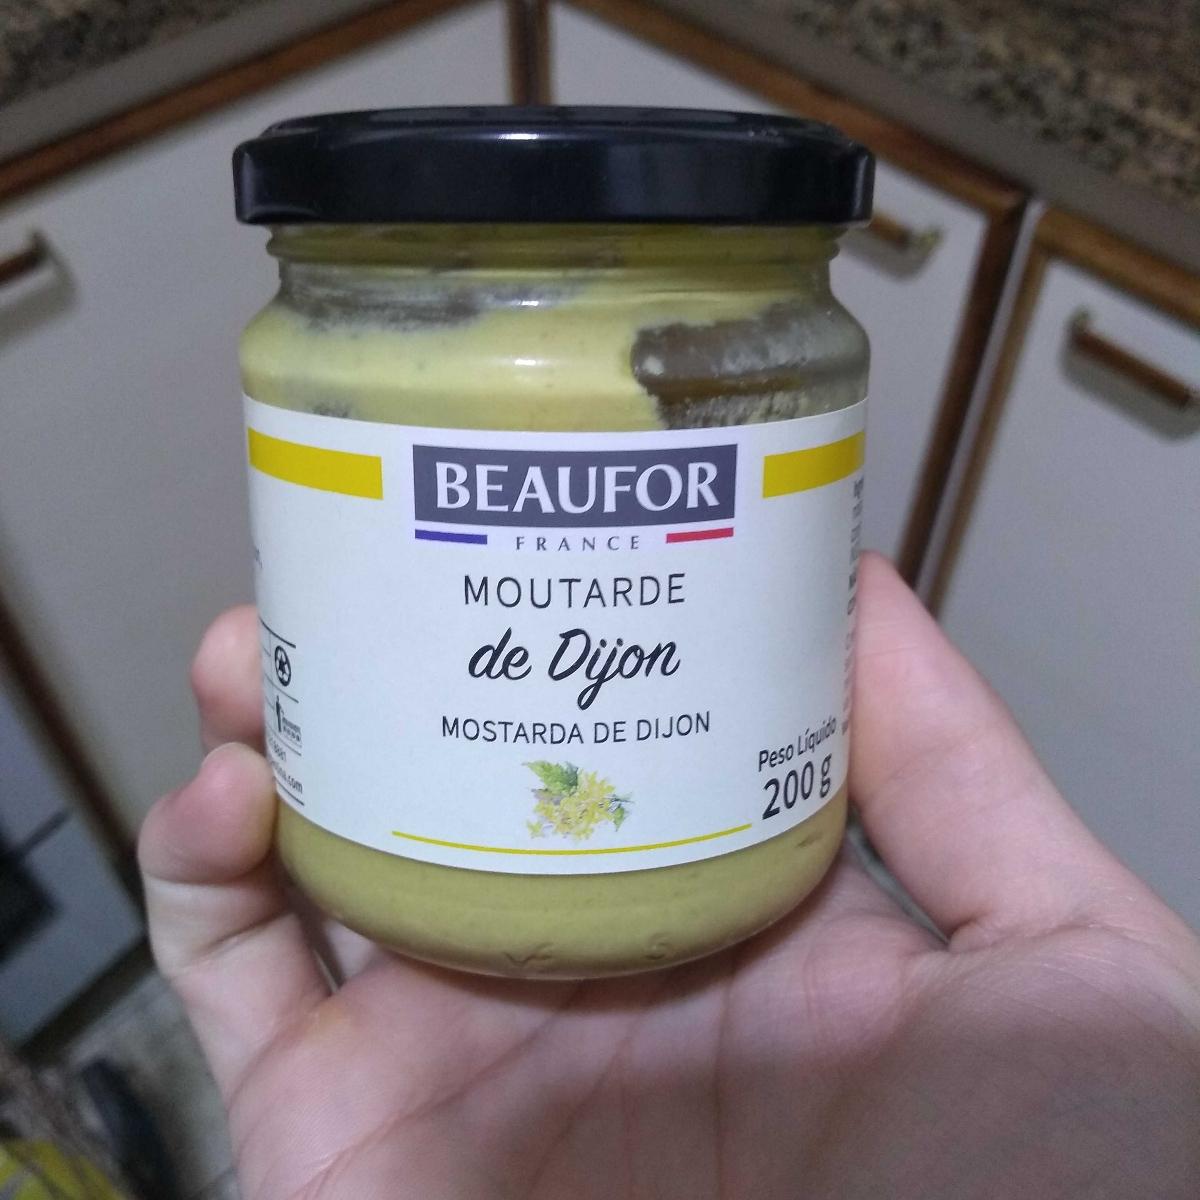 BEAUFOR
FRANCE
MOUTARDE
de Dijon
MOSTARDA DE DIJON
Peso Líquido
200 g